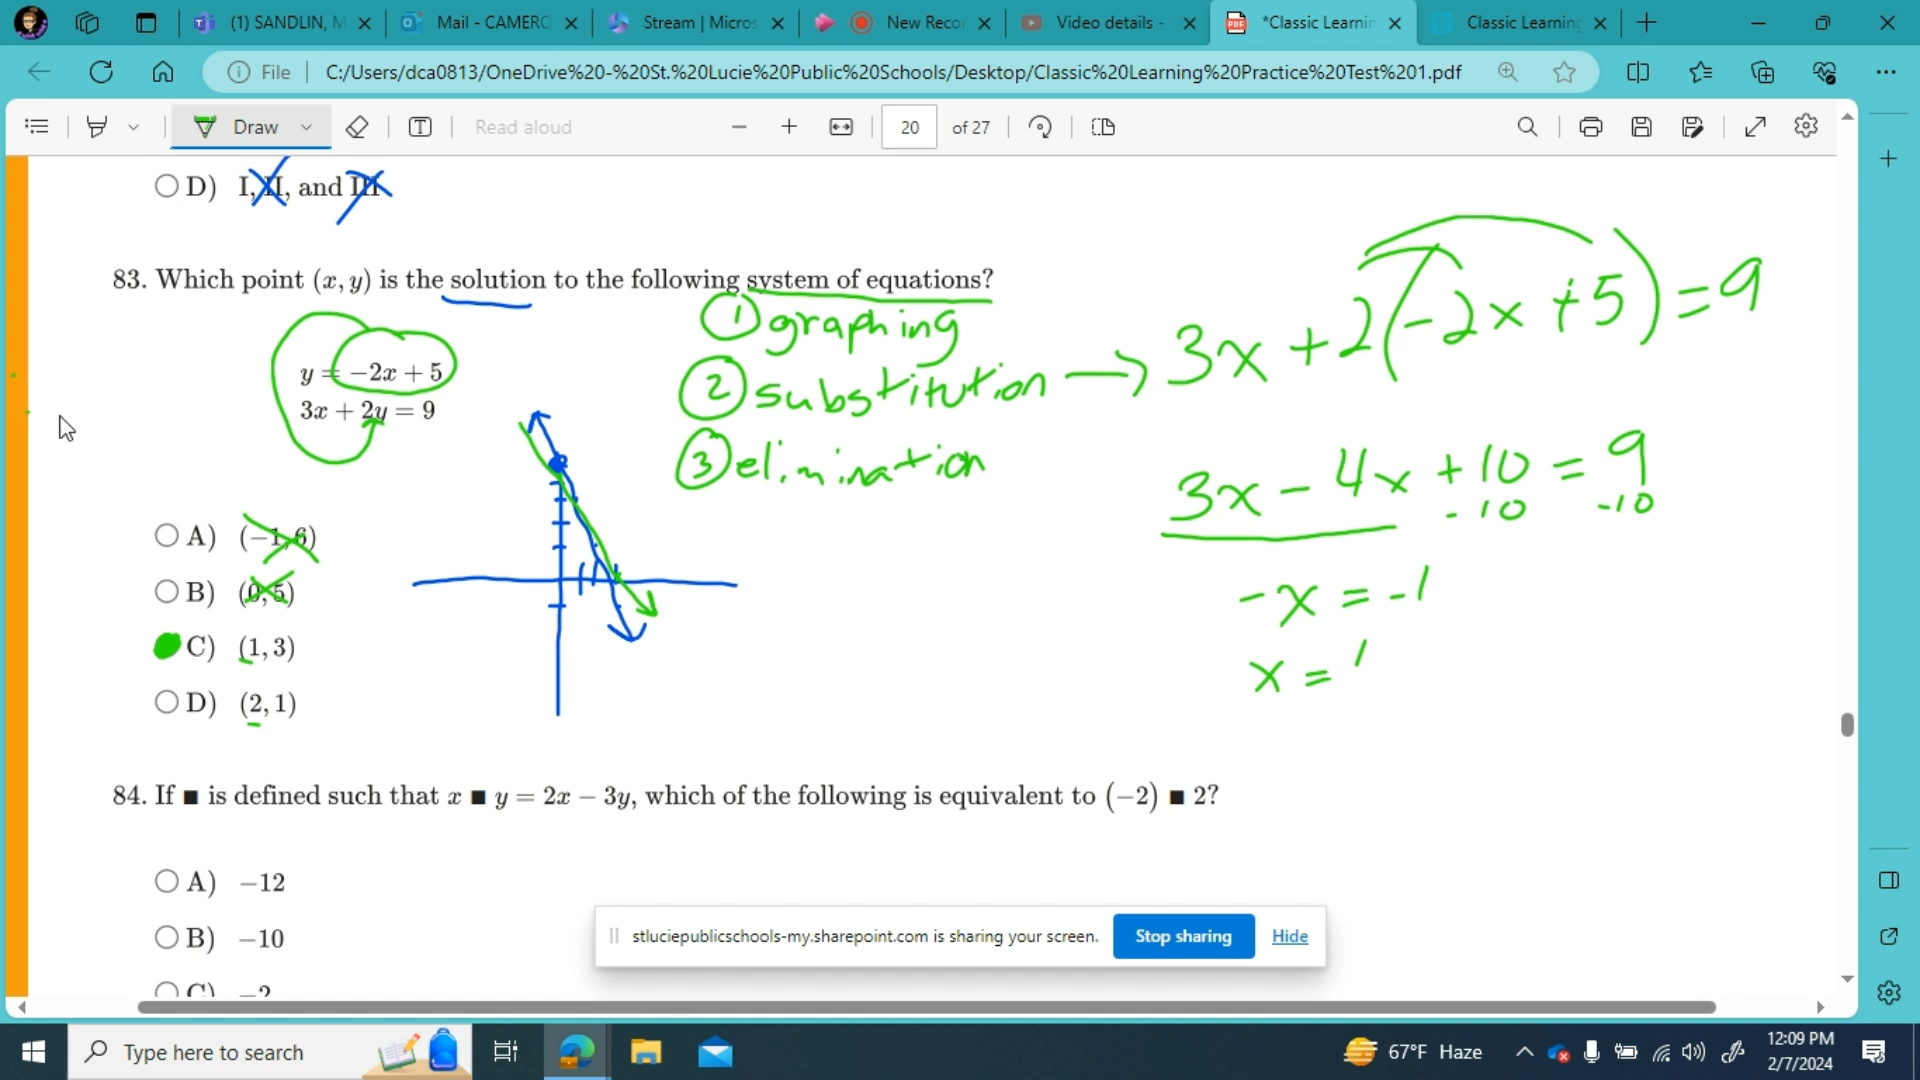 (1) SANDLIN, M
Mail - CAMERO
Stream | Micros
New Reco
Video details -
*Classic Learnin
Classic Learning
File
C:/Users/dca0813/OneDrive%20-%20St.%20Lucie%20Public%20Schools/Desktop/Classic%20Learning%20Practice%20Test%201.pdf
Draw
Read aloud
20 of 27
D) I, II, and III
83. Which point (x, y) is the solution to the following system of equations?
y = −2x + 5
3x + 2y = 9
① graphing
② substitution → 3x + 2(-2x + 5) = 9
③ elimination
3x - 4x + 10 = 9
- 10 -10
-x = -1
x = 1
A) (−1, 6)
B) (0, 5)
C) (1, 3)
D) (2, 1)
84. If ■ is defined such that x ■ y = 2x − 3y, which of the following is equivalent to (−2) ■ 2?
A) −12
B) −10
C) −2
stluciepublicschools-my.sharepoint.com is sharing your screen.
Stop sharing
Hide
Type here to search
67°F Haze
12:09 PM
2/7/2024